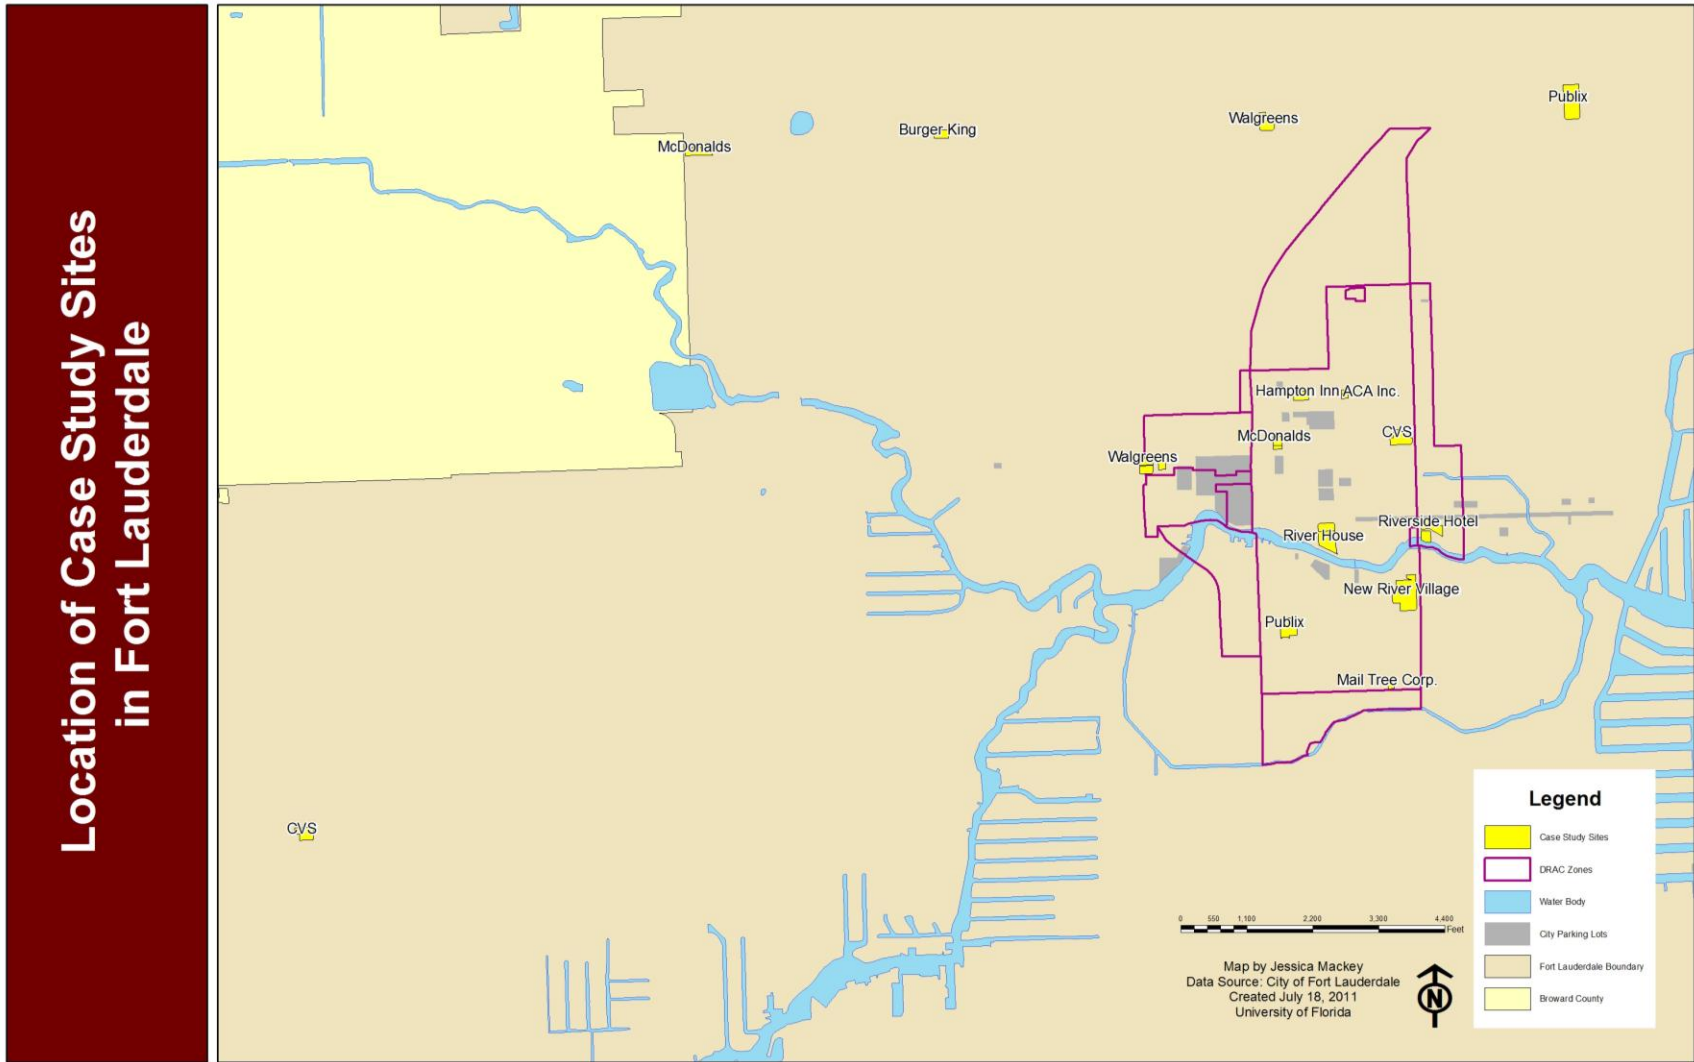 Location of Case Study Sites
in Fort Lauderdale
Publix
Walgreens
Burger King
McDonalds
Hampton Inn ACA Inc.
McDonalds
CVS
Walgreens
Riverside Hotel
River House
New River Village
Publix
Mail Tree Corp.
CVS
Legend
Case Study Sites
DRAC Zones
Water Body
City Parking Lots
Fort Lauderdale Boundary
Broward County
0 550 1,100 2,200 3,300 4,400
Feet
Map by Jessica Mackey
Data Source: City of Fort Lauderdale
Created July 18, 2011
University of Florida
N